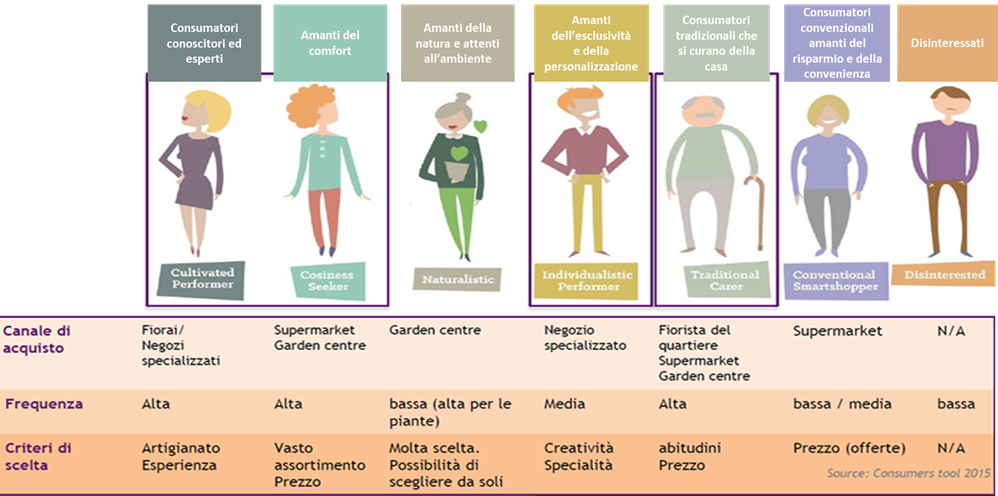 Consumatori
conoscitori ed
esperti
Amanti del
comfort
Amanti della
natura e attenti
all'ambiente
Amanti
dell'esclusività
e della
personalizzazione
Consumatori
tradizionali che
si curano della
casa
Consumatori
convenzionali
amanti del
risparmio e della
convenienza
Disinteressati
Cultivated
Performer
Cosiness
Seeker
Naturalistic
Individualistic
Performer
Traditional
Carer
Conventional
Smartshopper
Disinterested
Canale di
acquisto
Fiorai/
Negozi
specializzati
Supermarket
Garden centre
Garden centre
Negozio
specializzato
Fiorista del
quartiere
Supermarket
Garden centre
Supermarket
N/A
Frequenza
Alta
Alta
bassa (alta per le
piante)
Media
Alta
bassa / media
bassa
Criteri di
scelta
Artigianato
Esperienza
Vasto
assortimento
Prezzo
Molta scelta.
Possibilità di
scegliere da soli
Creatività
Specialità
abitudini
Prezzo
Prezzo (offerte)
N/A
Source: Consumers tool 2015